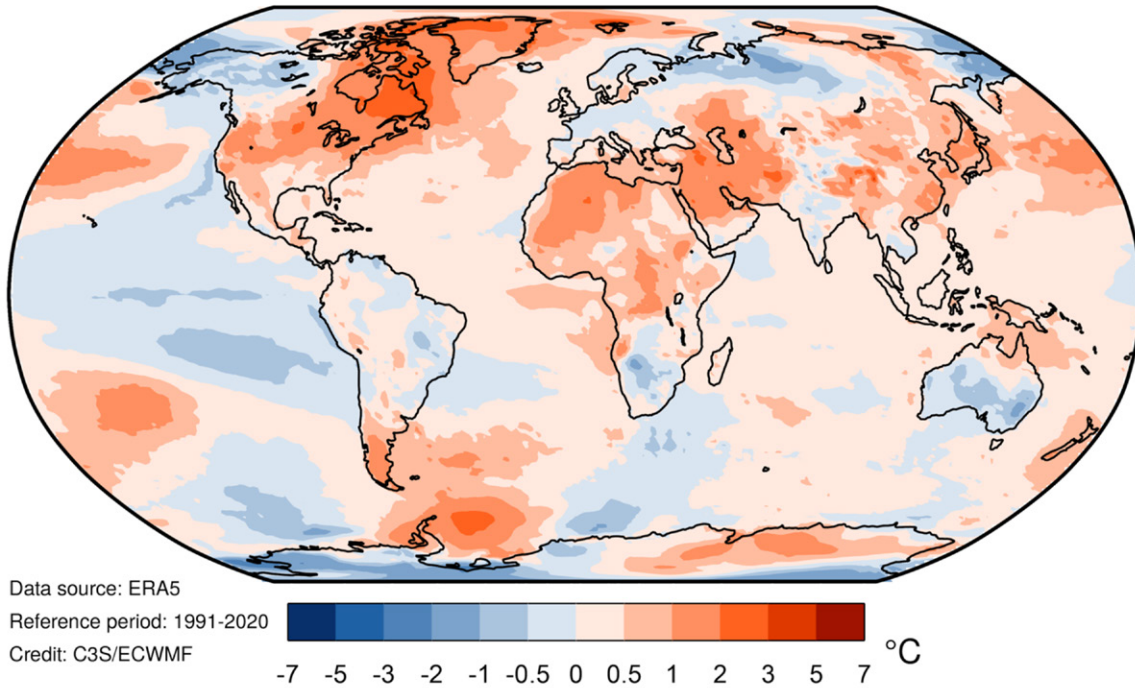 Data source: ERA5
Reference period: 1991-2020
Credit: C3S/ECWMF
°C
-7 -5 -3 -2 -1 -0.5 0 0.5 1 2 3 5 7